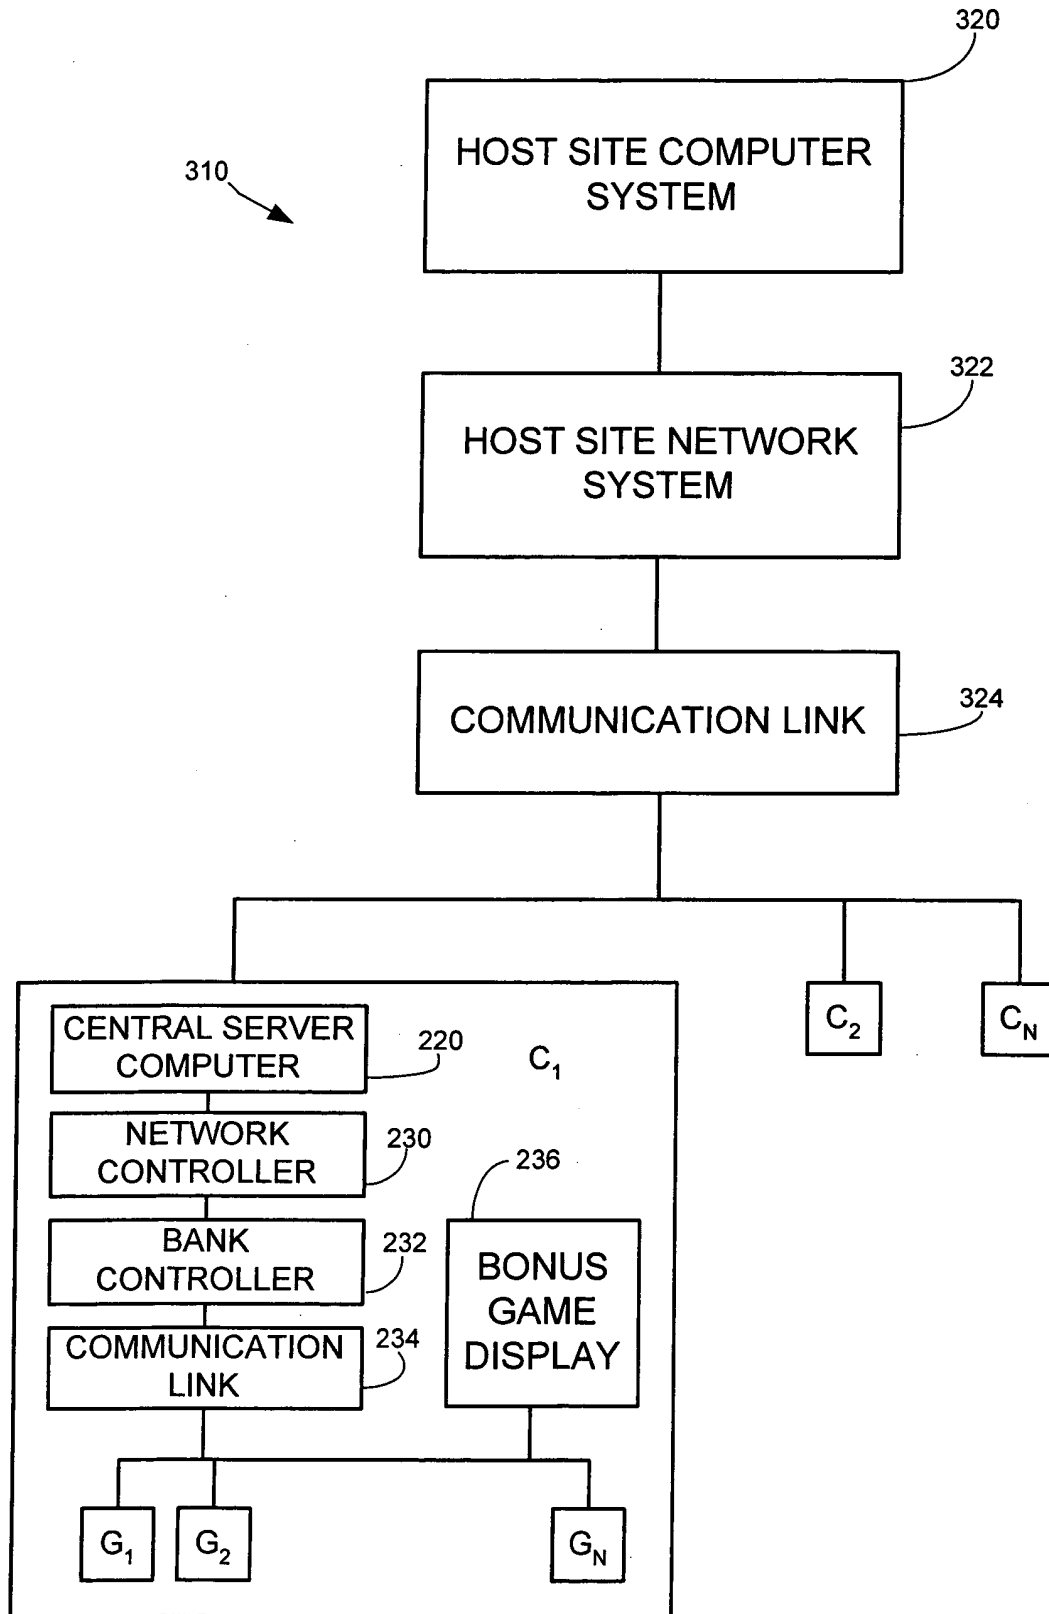 320
HOST SITE COMPUTER
SYSTEM
310
322
HOST SITE NETWORK
SYSTEM
324
COMMUNICATION LINK
C2
CN
CENTRAL SERVER
COMPUTER
220
C1
NETWORK
CONTROLLER
230
236
BANK
CONTROLLER
232
BONUS
GAME
DISPLAY
COMMUNICATION
LINK
234
G1
G2
GN